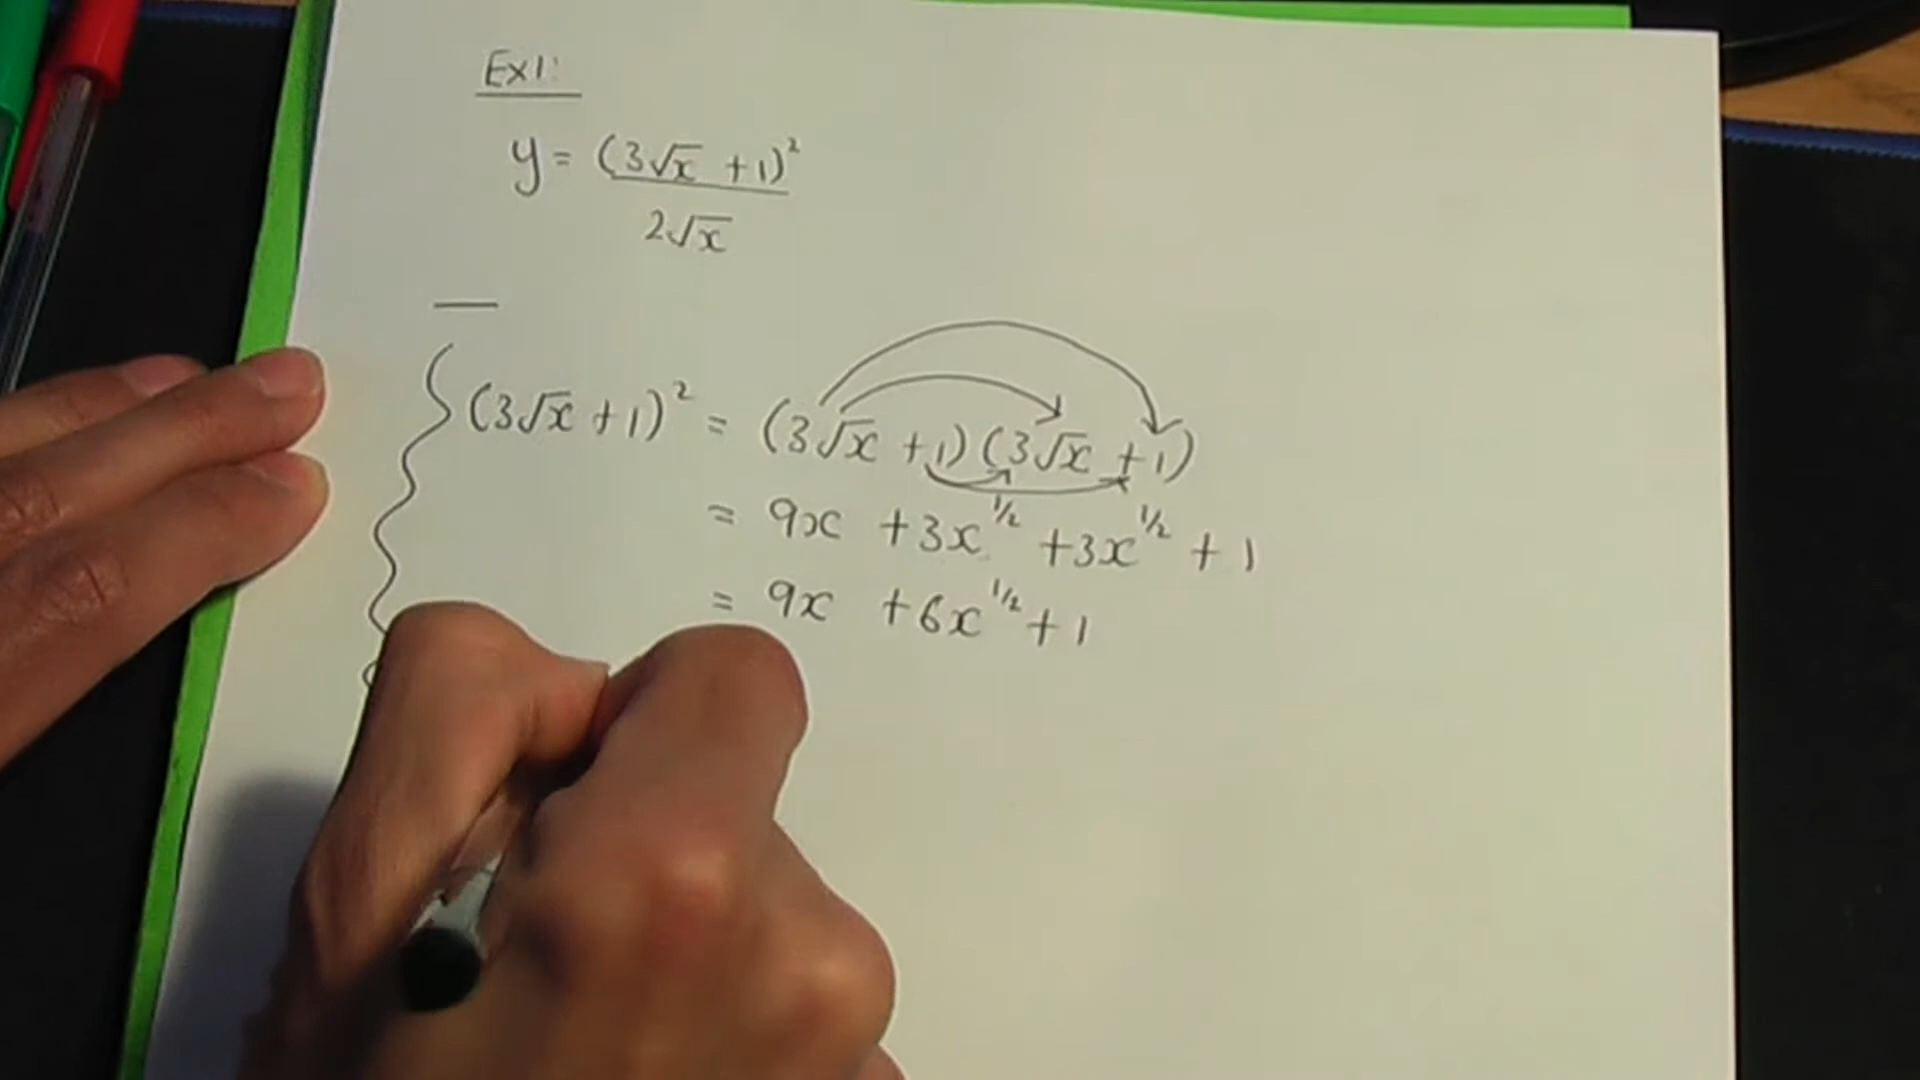 Ex1:
y = (3√x + 1)²
2√x
(3√x + 1)² = (3√x + 1)(3√x + 1)
= 9x + 3x^1/2 + 3x^1/2 + 1
= 9x + 6x^1/2 + 1